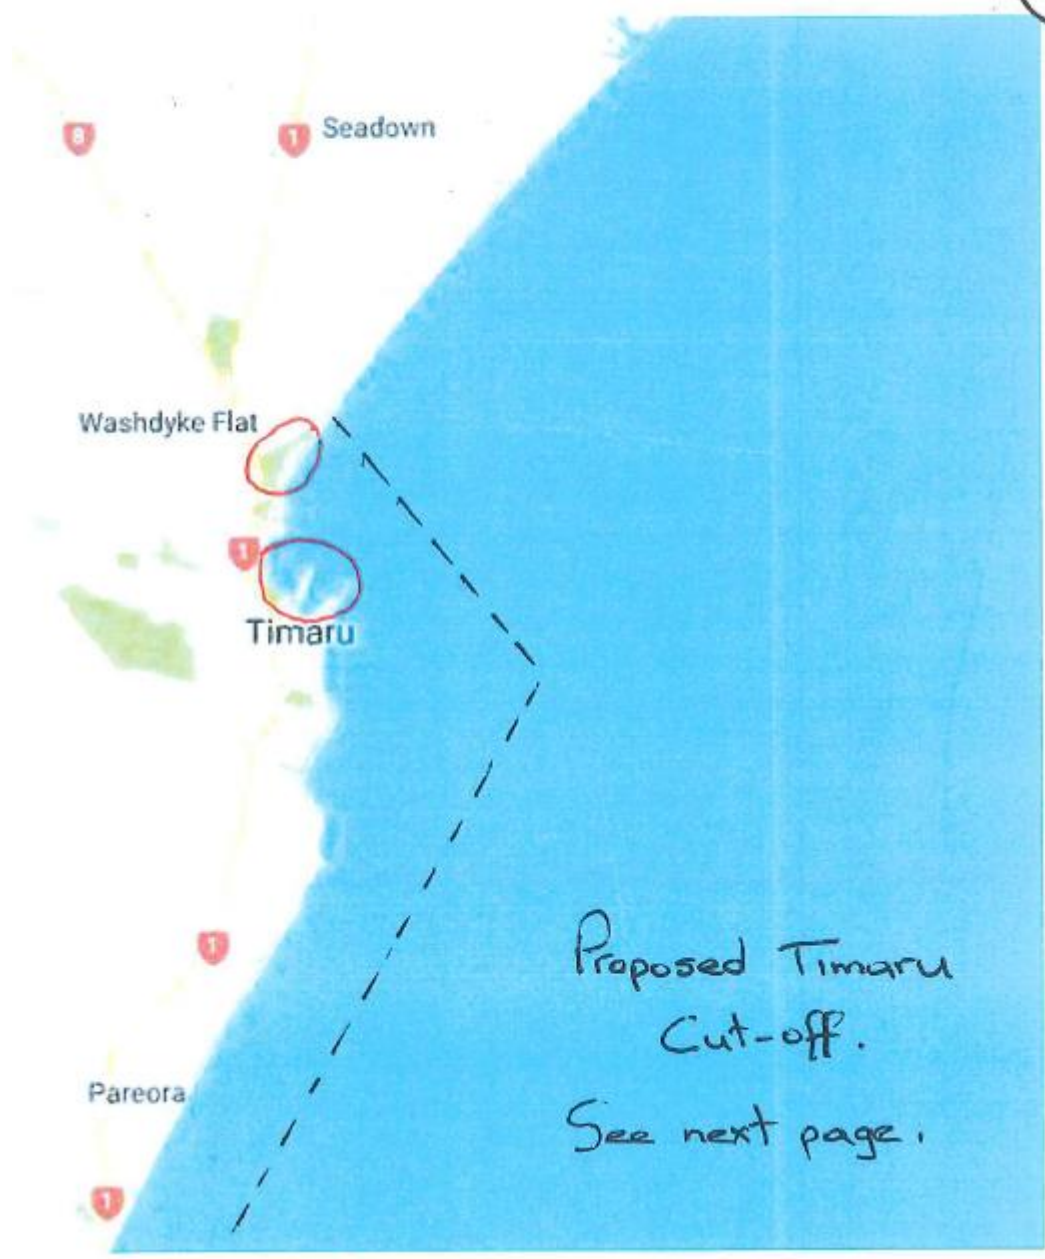 8
1
Seadown
Washdyke Flat
1
Timaru
1
Pareora
1
Proposed Timaru
Cut-off.
See next page.